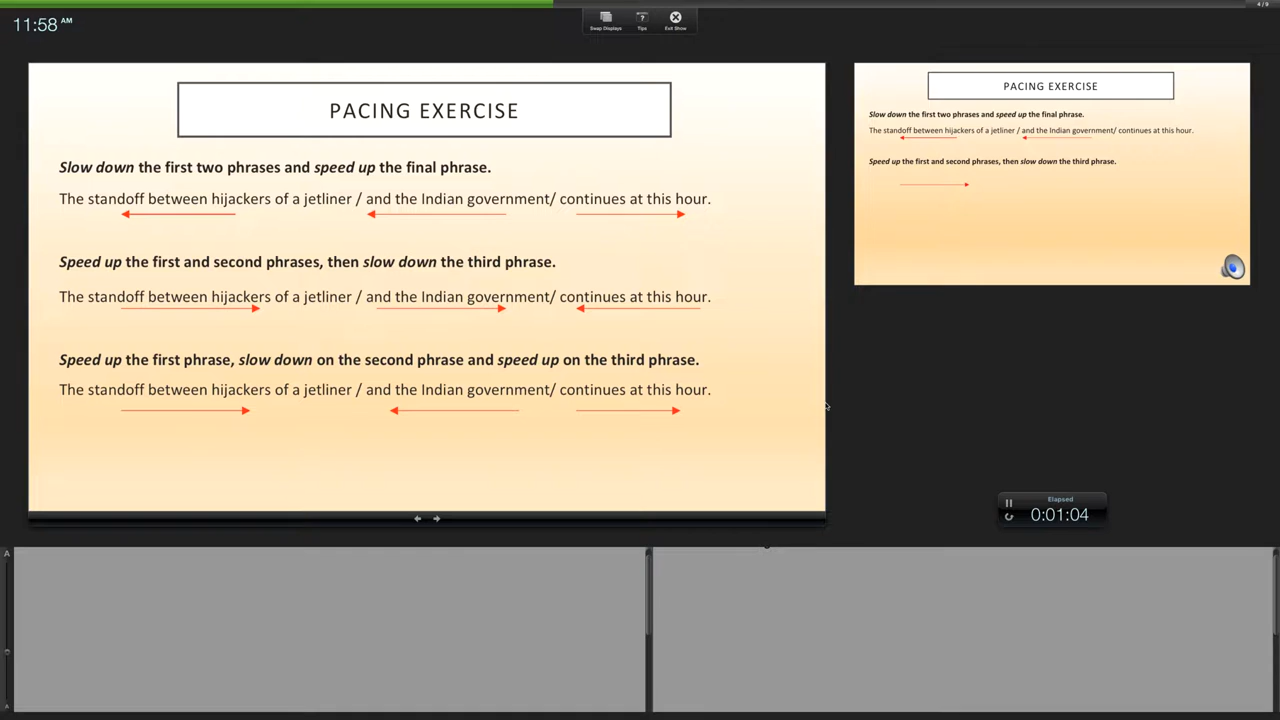 4 / 9
11:58 AM
Swap Displays
Tips
Exit Show
PACING EXERCISE
Slow down the first two phrases and speed up the final phrase.
The standoff between hijackers of a jetliner / and the Indian government/ continues at this hour.
Speed up the first and second phrases, then slow down the third phrase.
The standoff between hijackers of a jetliner / and the Indian government/ continues at this hour.
Speed up the first phrase, slow down on the second phrase and speed up on the third phrase.
The standoff between hijackers of a jetliner / and the Indian government/ continues at this hour.
PACING EXERCISE
Slow down the first two phrases and speed up the final phrase.
The standoff between hijackers of a jetliner / and the Indian government/ continues at this hour.
Speed up the first and second phrases, then slow down the third phrase.
Elapsed
0:01:04
A
A